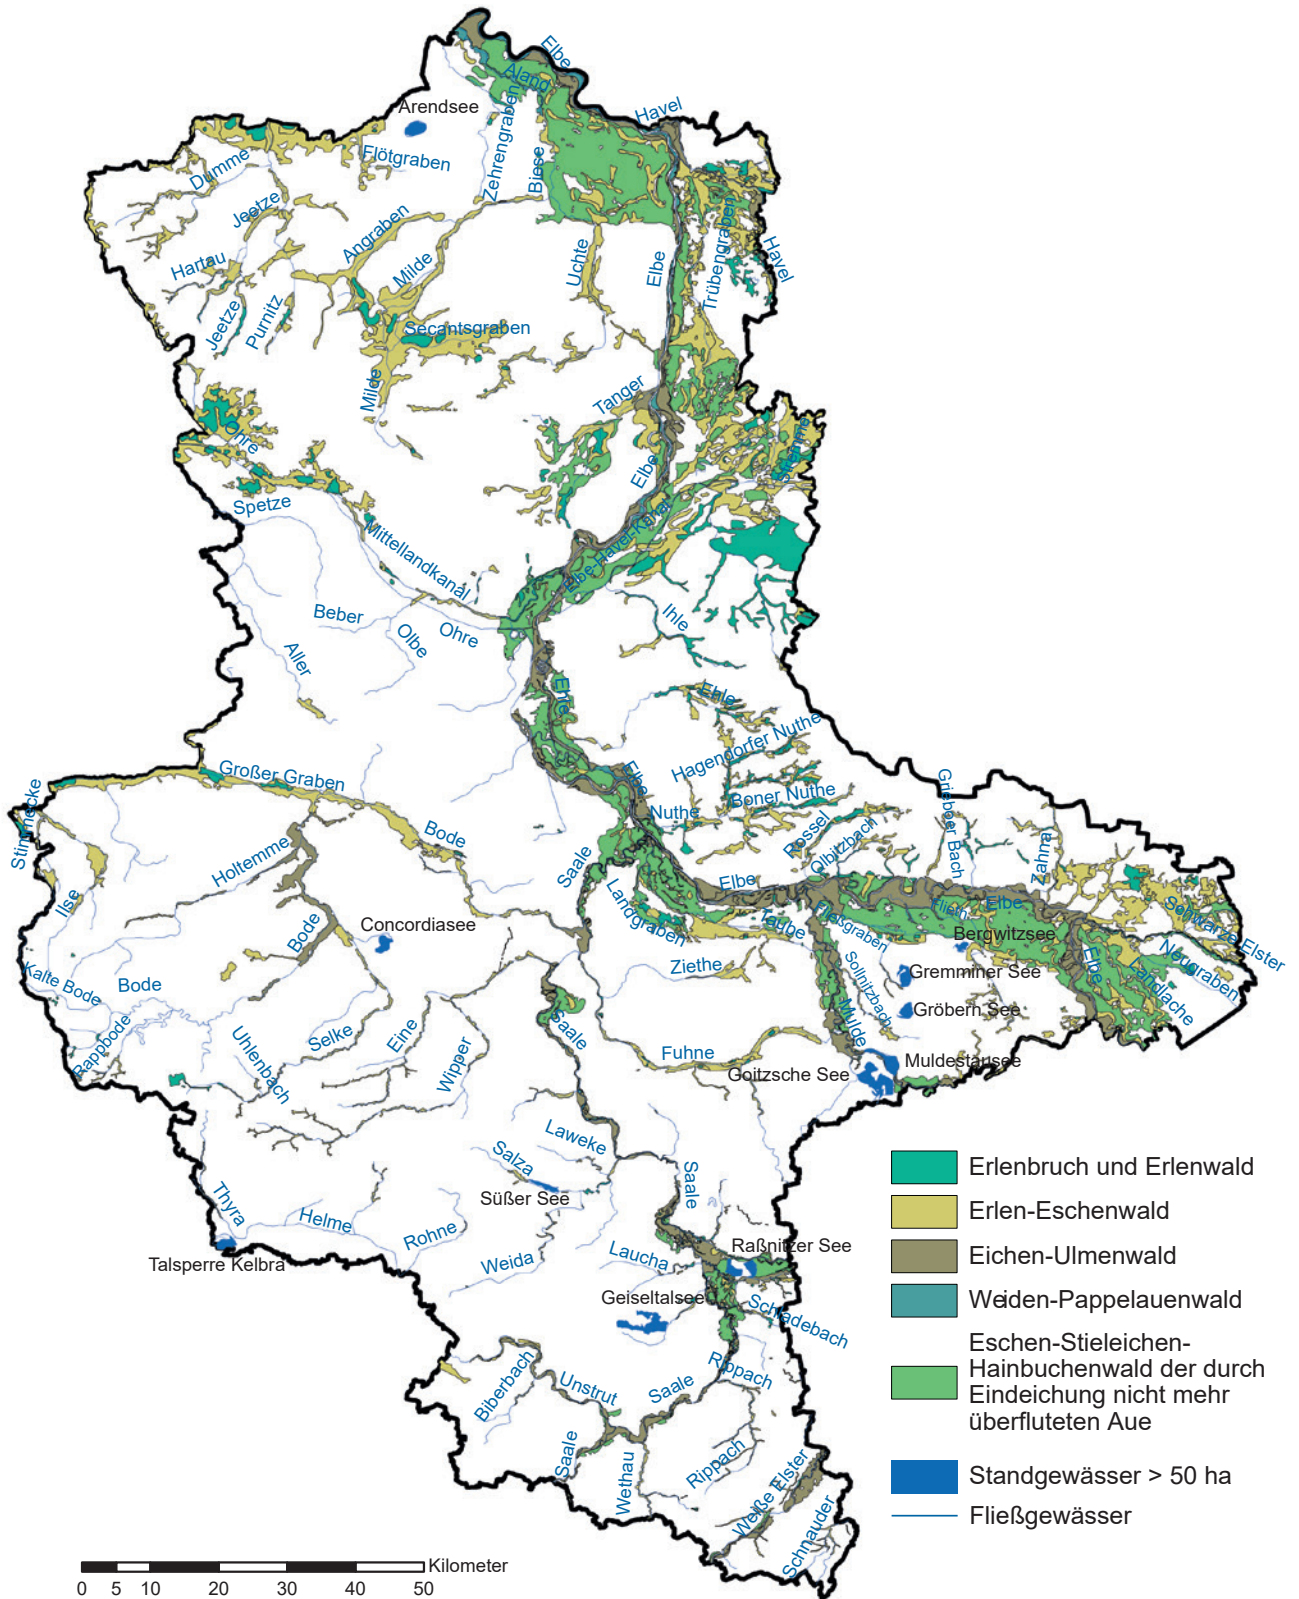 Elbe
Aland
Arendsee
Havel
Zehrengraben
Biese
Flötgraben
Dumme
Jeetze
Angraben
Milde
Hartau
Uchte
Elbe
Trübengraben
Havel
Jeetze
Purnitz
Secantsgraben
Milde
Tanger
Ohre
Elbe
Stremme
Spetze
Mittellandkanal
Elbe-Havel-Kanal
Beber
Olbe
Ohre
Ihle
Aller
Ehle
Ehle
Hagendorfer Nuthe
Großer Graben
Elbe
Boner Nuthe
Nuthe
Stimmecke
Bode
Rossel
Olbitzbach
Grieboer Bach
Zahna
Holtemme
Saale
Elbe
Ilse
Landgraben
Taube
Fließgraben
Flieth
Elbe
Schwarze Elster
Concordiasee
Bode
Bergwitzsee
Neugraben
Ziethe
Sollnitzbach
Gremminer See
Elbe
Landlache
Kalte Bode
Bode
Gröbern See
Rappbode
Uhlenbach
Selke
Eine
Wipper
Saale
Mulde
Fuhne
Muldestausee
Goitzsche See
Laweke
Salza
Süßer See
Saale
Thyra
Helme
Rohne
Weida
Laucha
Raßnitzer See
Talsperre Kelbra
Geiseltalsee
Schladebach
Rippach
Biberbach
Unstrut
Saale
Saale
Wethau
Rippach
Weiße Elster
Schnauder
Erlenbruch und Erlenwald
Erlen-Eschenwald
Eichen-Ulmenwald
Weiden-Pappelauenwald
Eschen-Stieleichen-
Hainbuchenwald der durch
Eindeichung nicht mehr
überfluteten Aue
Standgewässer > 50 ha
Fließgewässer
Kilometer
0 5 10 20 30 40 50